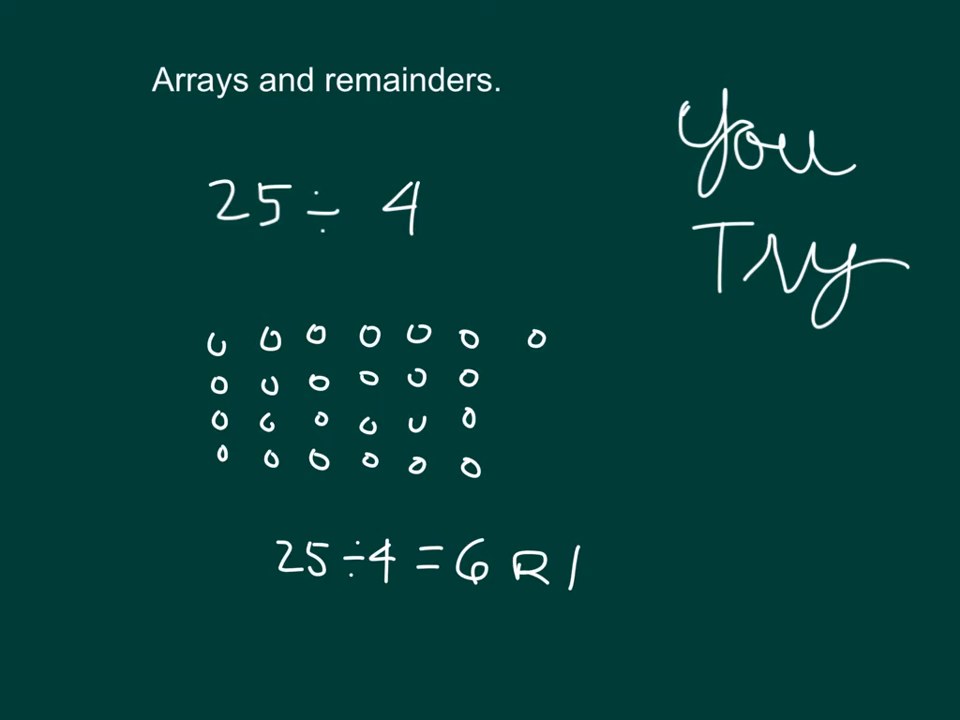 Arrays and remainders.
You
Try
25 ÷ 4
25 ÷ 4 = 6 R 1